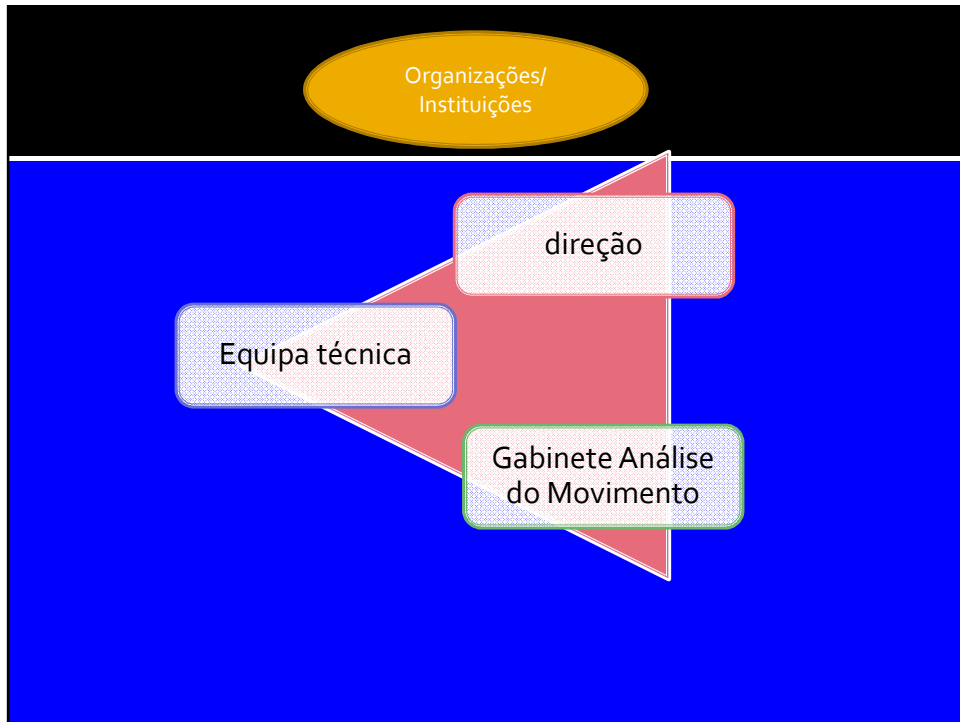 Organizações/
Instituições
direção
Equipa técnica
Gabinete Análise
do Movimento